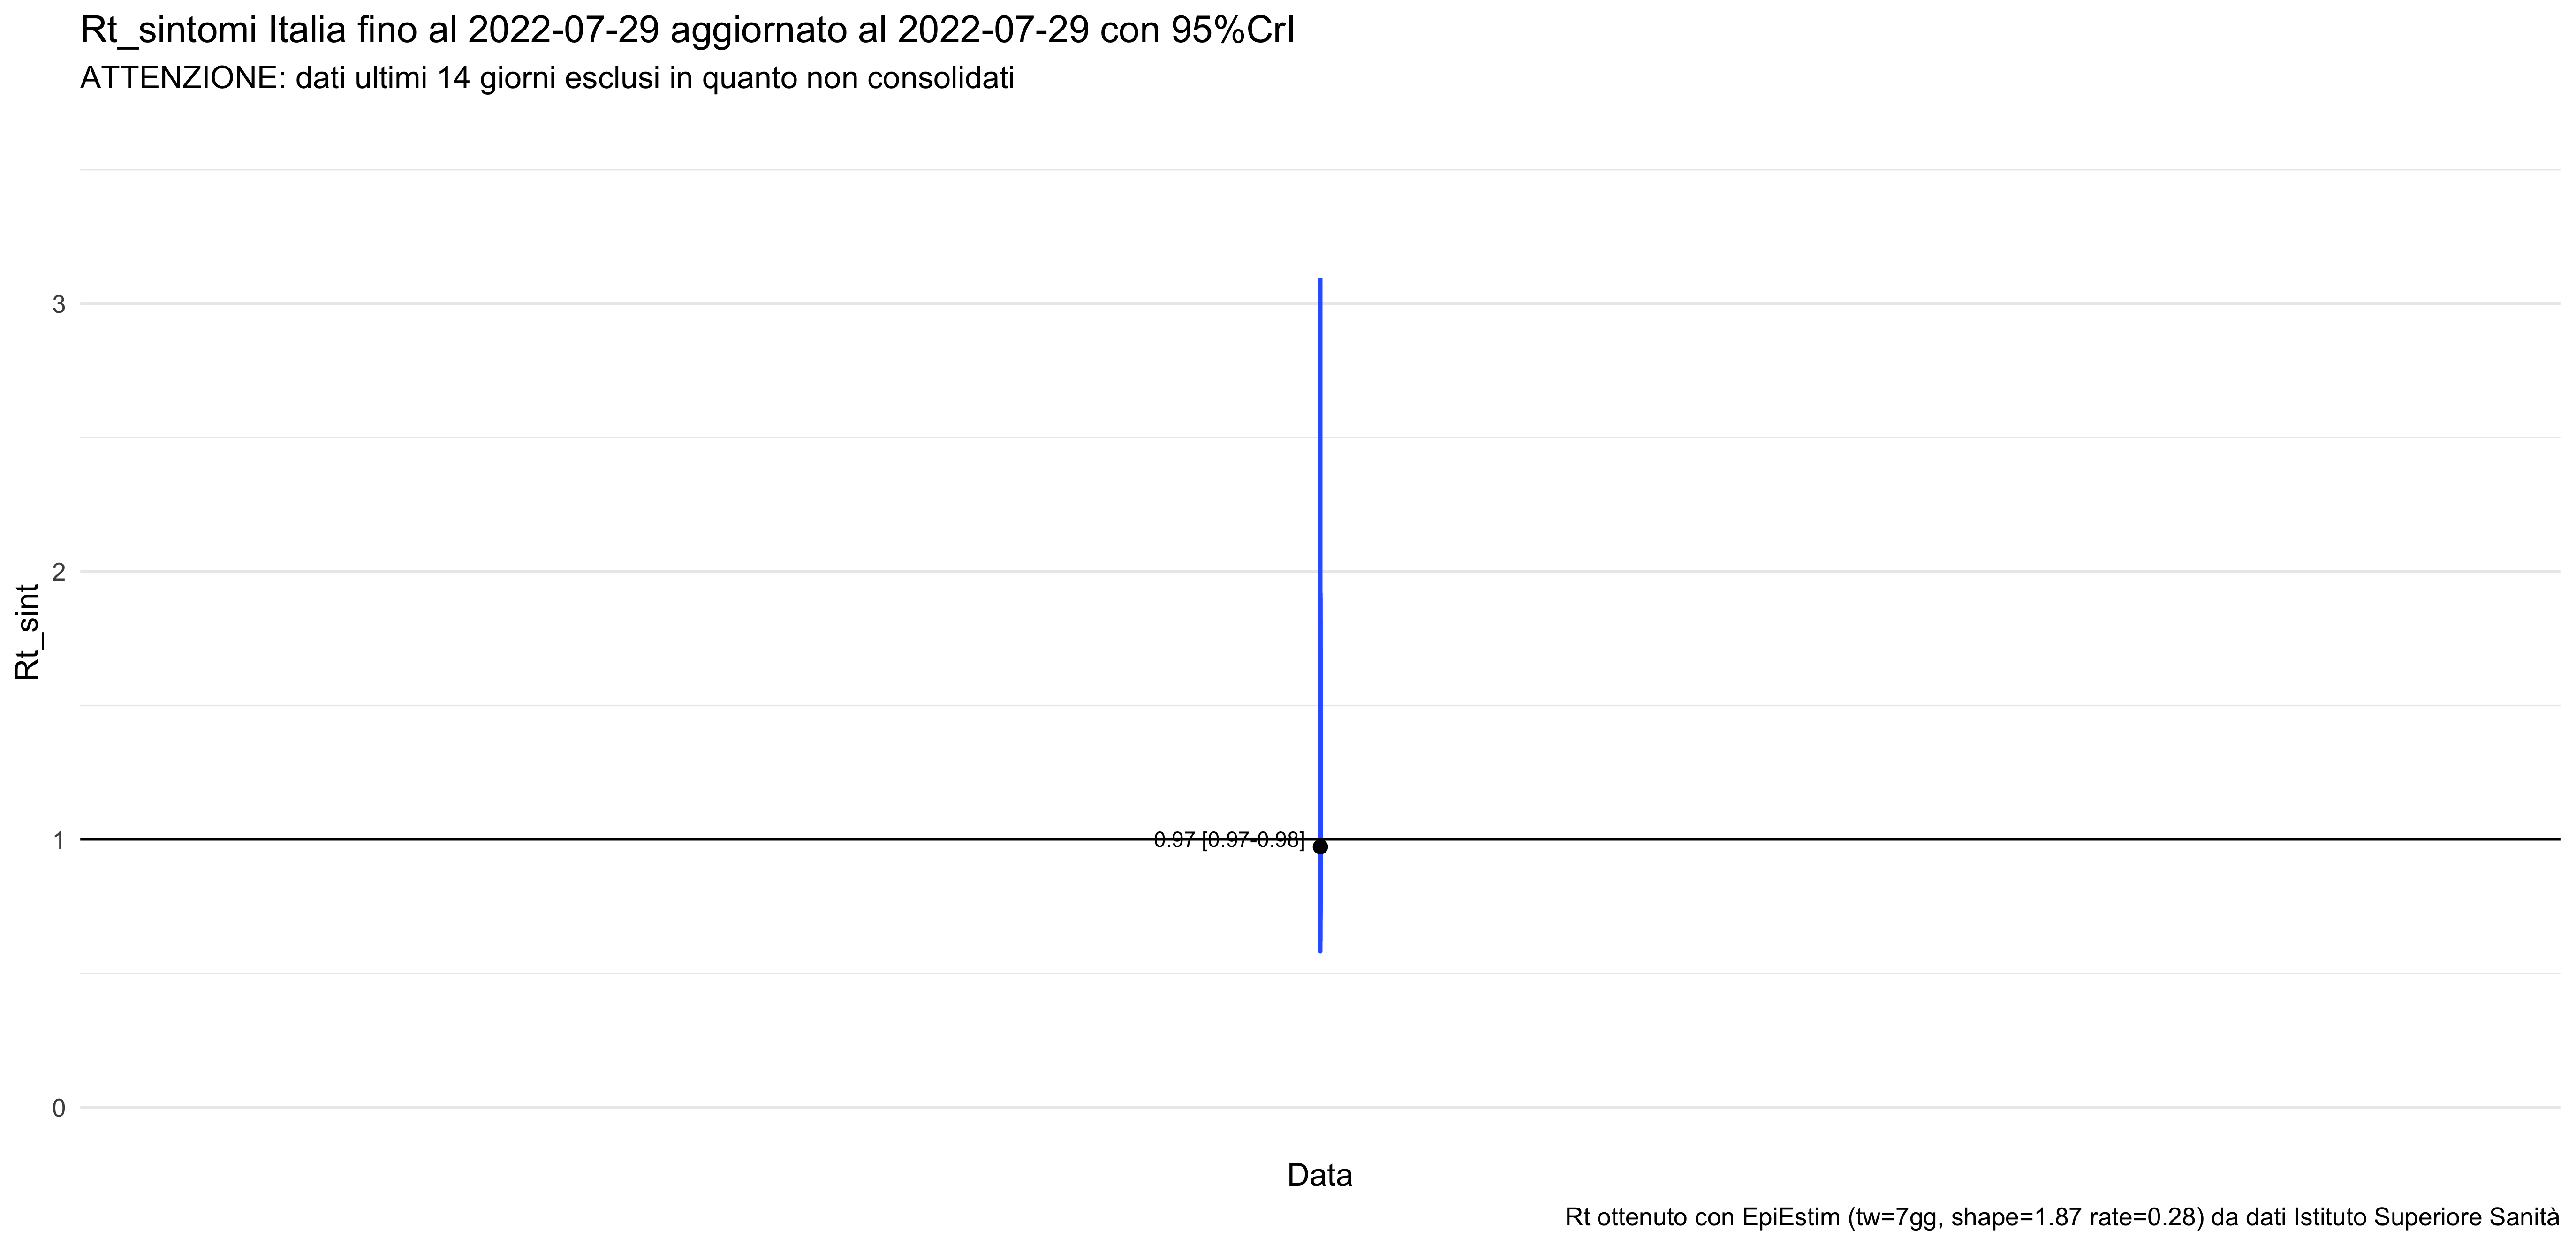 Rt_sintomi Italia fino al 2022-07-29 aggiornato al 2022-07-29 con 95%CrI
ATTENZIONE: dati ultimi 14 giorni esclusi in quanto non consolidati
3
2
Rt_sint
1
0.97 [0.97-0.98]
0
Data
Rt ottenuto con EpiEstim (tw=7gg, shape=1.87 rate=0.28) da dati Istituto Superiore Sanità